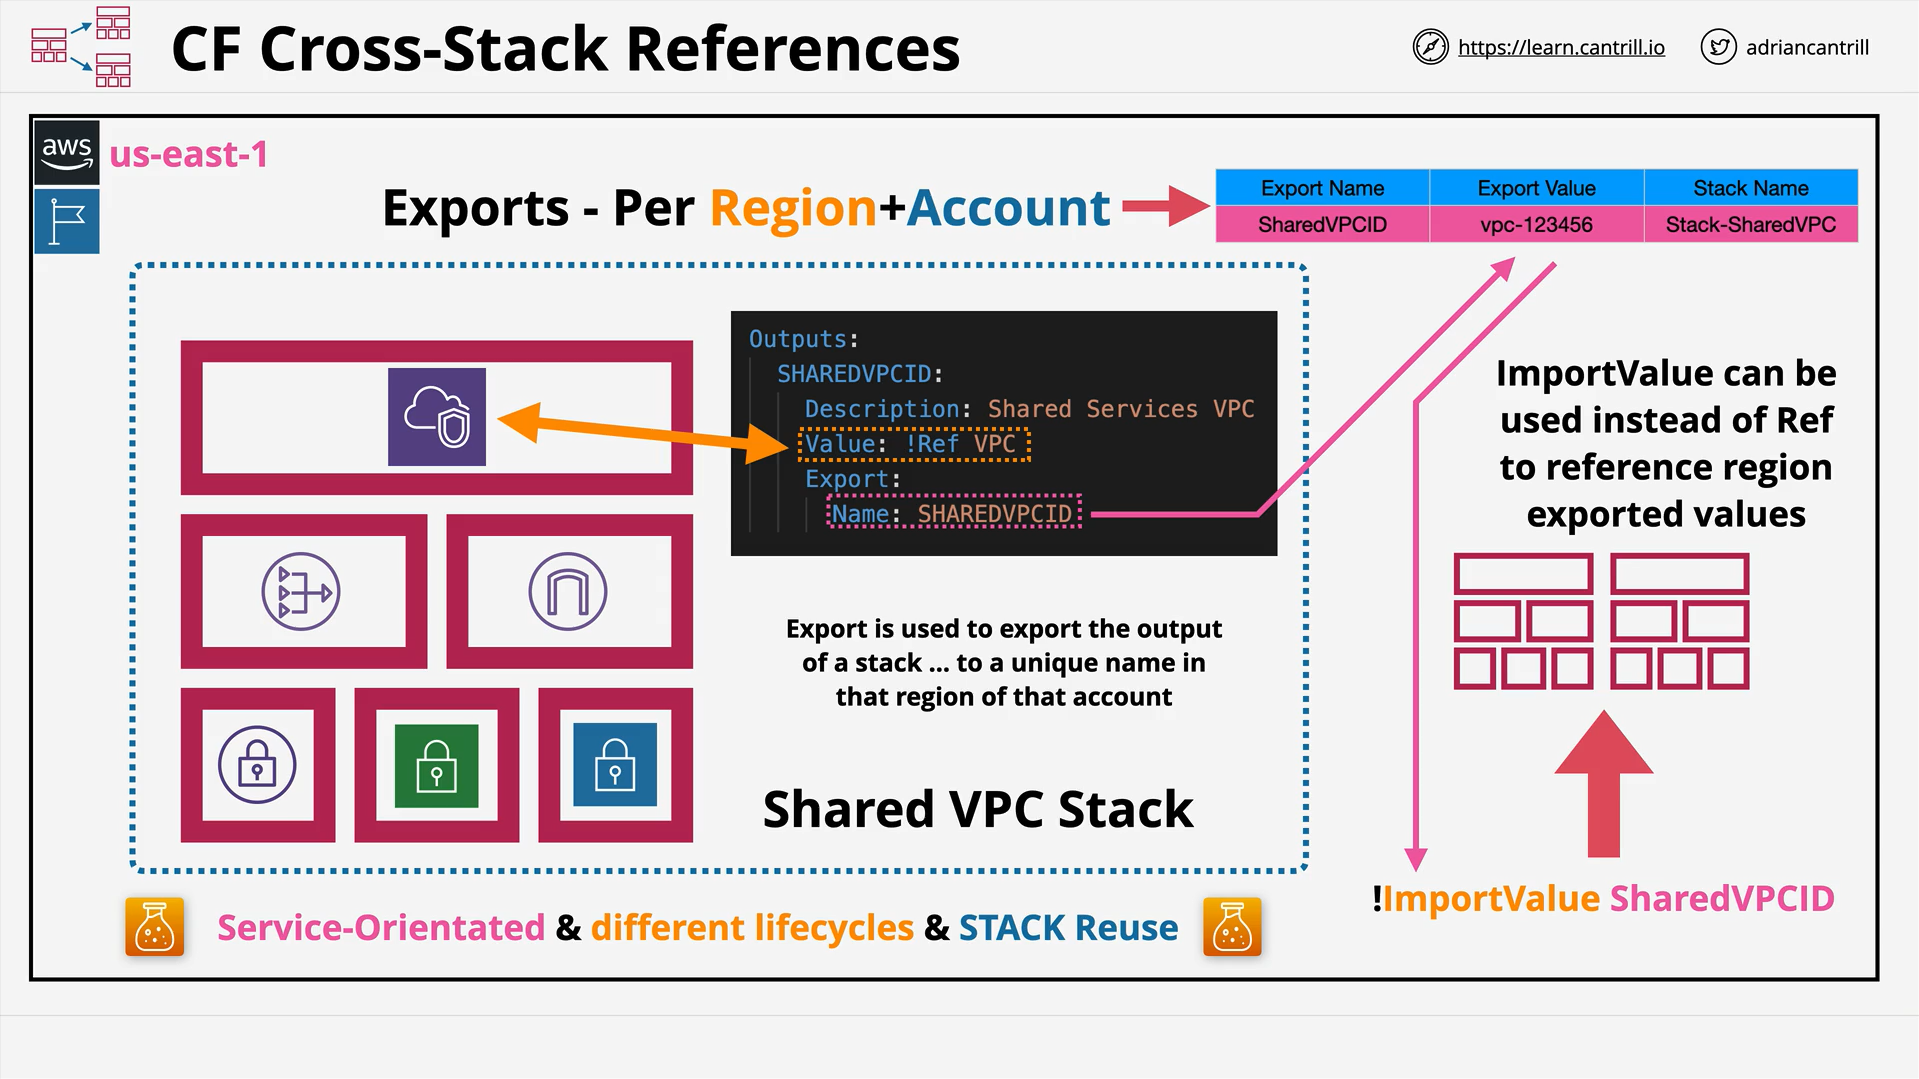 CF Cross-Stack References
https://learn.cantrill.io
adriancantrill
aws
us-east-1
Exports - Per Region+Account
Export Name Export Value Stack Name
SharedVPCID vpc-123456 Stack-SharedVPC
Outputs:
SHAREDVPCID:
Description: Shared Services VPC
Value: !Ref VPC
Export:
Name: SHAREDVPCID
Export is used to export the output
of a stack ... to a unique name in
that region of that account
Shared VPC Stack
ImportValue can be
used instead of Ref
to reference region
exported values
!ImportValue SharedVPCID
Service-Orientated & different lifecycles & STACK Reuse